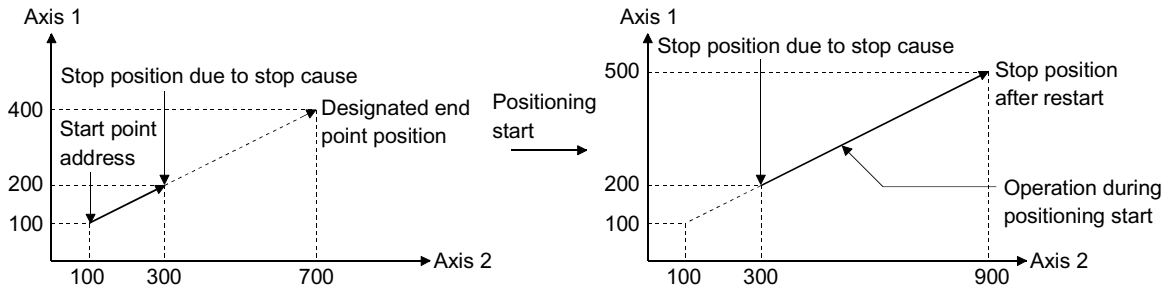 Axis 1
Stop position due to stop cause
400
Designated end
point position
Start point
address
200
100
100
300
700
Axis 2
Positioning
start
Axis 1
Stop position due to stop cause
500
Stop position
after restart
200
Operation during
positioning start
100
100
300
900
Axis 2